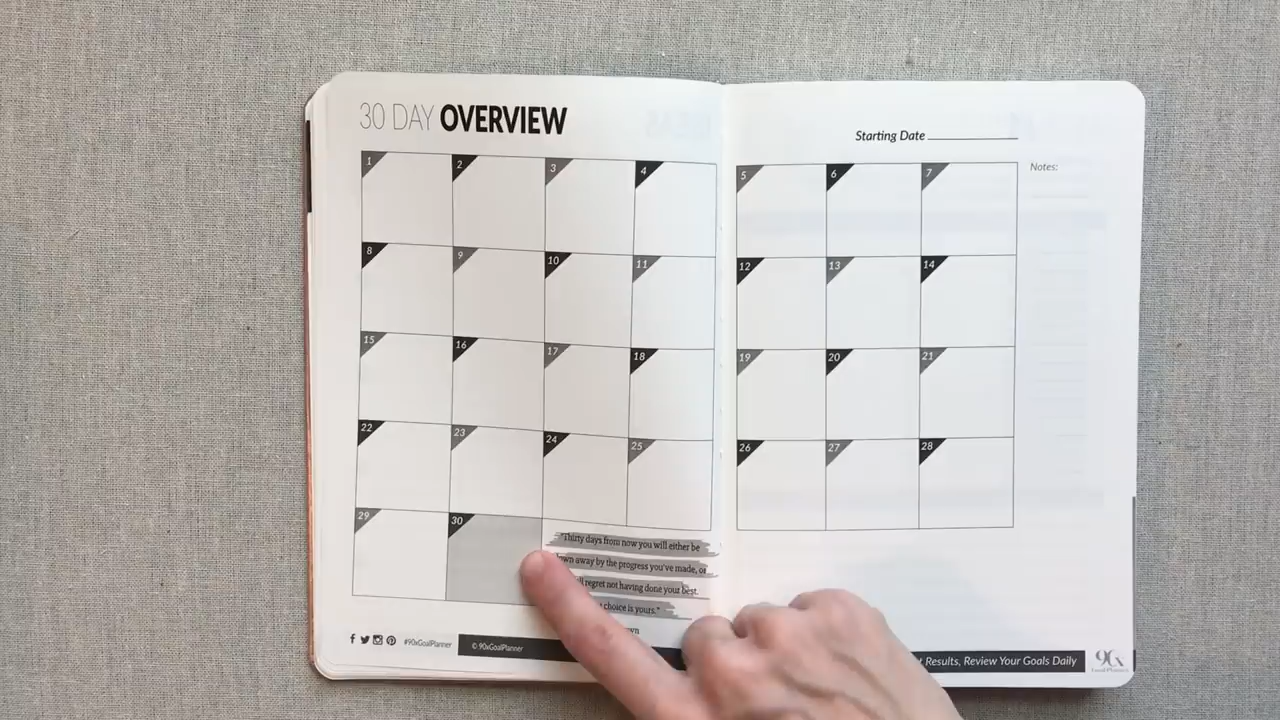 30 DAY OVERVIEW
Starting Date
1 2 3 4 5 6 7
Notes:
8 9 10 11 12 13 14
15 16 17 18 19 20 21
22 23 24 25 26 27 28
29 30
"Thirty days from now you will either be
away by the progress you've made, or
regret not having done your best.
choice is yours."
#90xGoalPlanner
© 90xGoalPlanner
Results, Review Your Goals Daily
90x